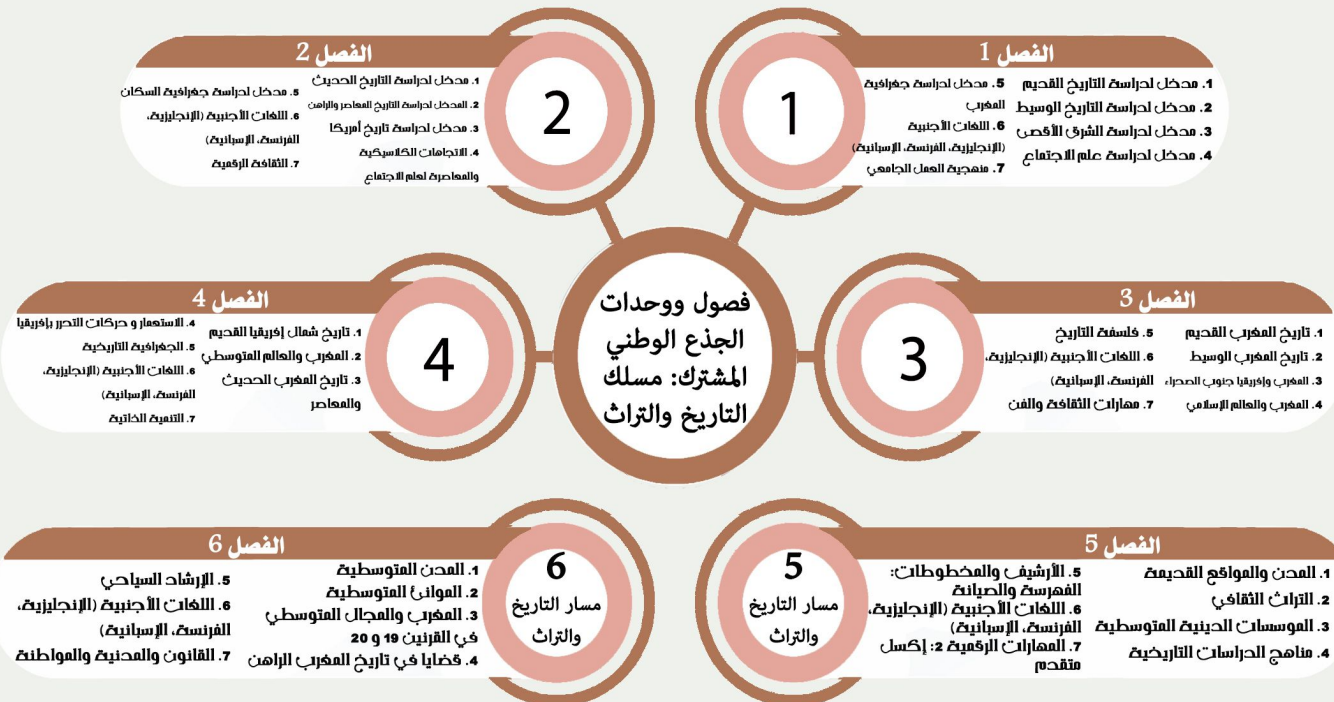 الفصل 1
1. مدخل لدراسة التاريخ القديم
2. مدخل لدراسة التاريخ الوسيط
3. مدخل لدراسة الشرق الأقصى
4. مدخل لدراسة علم الاجتماع
5. مدخل لدراسة جغرافية
المغرب
6. اللغات الأجنبية
(الإنجليزية، الفرنسة، الإسبانية)
7. منهجية العمل الجامعي
1
الفصل 2
1. مدخل لدراسة التاريخ الحديث
2. المدخل لدراسة التاريخ المعاصر والراهن
3. مدخل لدراسة تاريخ أمريكا
4. الاتجاهات الكلاسيكية
والمعاصرة لعلم الاجتماع
5. مدخل لدراسة جغرافية السكان
6. اللغات الأجنبية (الإنجليزية،
الفرنسة، الإسبانية)
7. الثقافة الرقمية
2
فصول ووحدات
الجذع الوطني
المشترك: مسلك
التاريخ والتراث
الفصل 3
1. تاريخ المغرب القديم
2. تاريخ المغرب الوسيط
3. المغرب وإفريقيا جنوب الصحراء
4. المغرب والعالم الإسلامي
5. فلسفة التاريخ
6. اللغات الأجنبية (الإنجليزية،
الفرنسة، الإسبانية)
7. مهارات الثقافة والفن
3
الفصل 4
1. تاريخ شمال إفريقيا القديم
2. المغرب والعالم المتوسطي
3. تاريخ المغرب الحديث
والمعاصر
4. الاستعمار و حركات التحرر بإفريقيا
5. الجغرافية التاريخية
6. اللغات الأجنبية (الإنجليزية،
الفرنسة، الإسبانية)
7. التنمية الذاتية
4
الفصل 5
1. المدن والمواقع القديمة
2. التراث الثقافي
3. الموسسات الدينية المتوسطية
4. مناهج الدراسات التاريخية
5. الأرشيف والمخطوطات:
الفهرسة والصيانة
6. اللغات الأجنبية (الإنجليزية،
الفرنسة، الإسبانية)
7. المهارات الرقمية 2: إكسل
متقدم
5
مسار التاريخ
والتراث
الفصل 6
1. المدن المتوسطية
2. الموانئ المتوسطية
3. المغرب والمجال المتوسطي
في القرنين 19 و 20
4. قضايا في تاريخ المغرب الراهن
5. الإرشاد السياحي
6. اللغات الأجنبية (الإنجليزية،
الفرنسة، الإسبانية)
7. القانون والمدنية والمواطنة
6
مسار التاريخ
والتراث